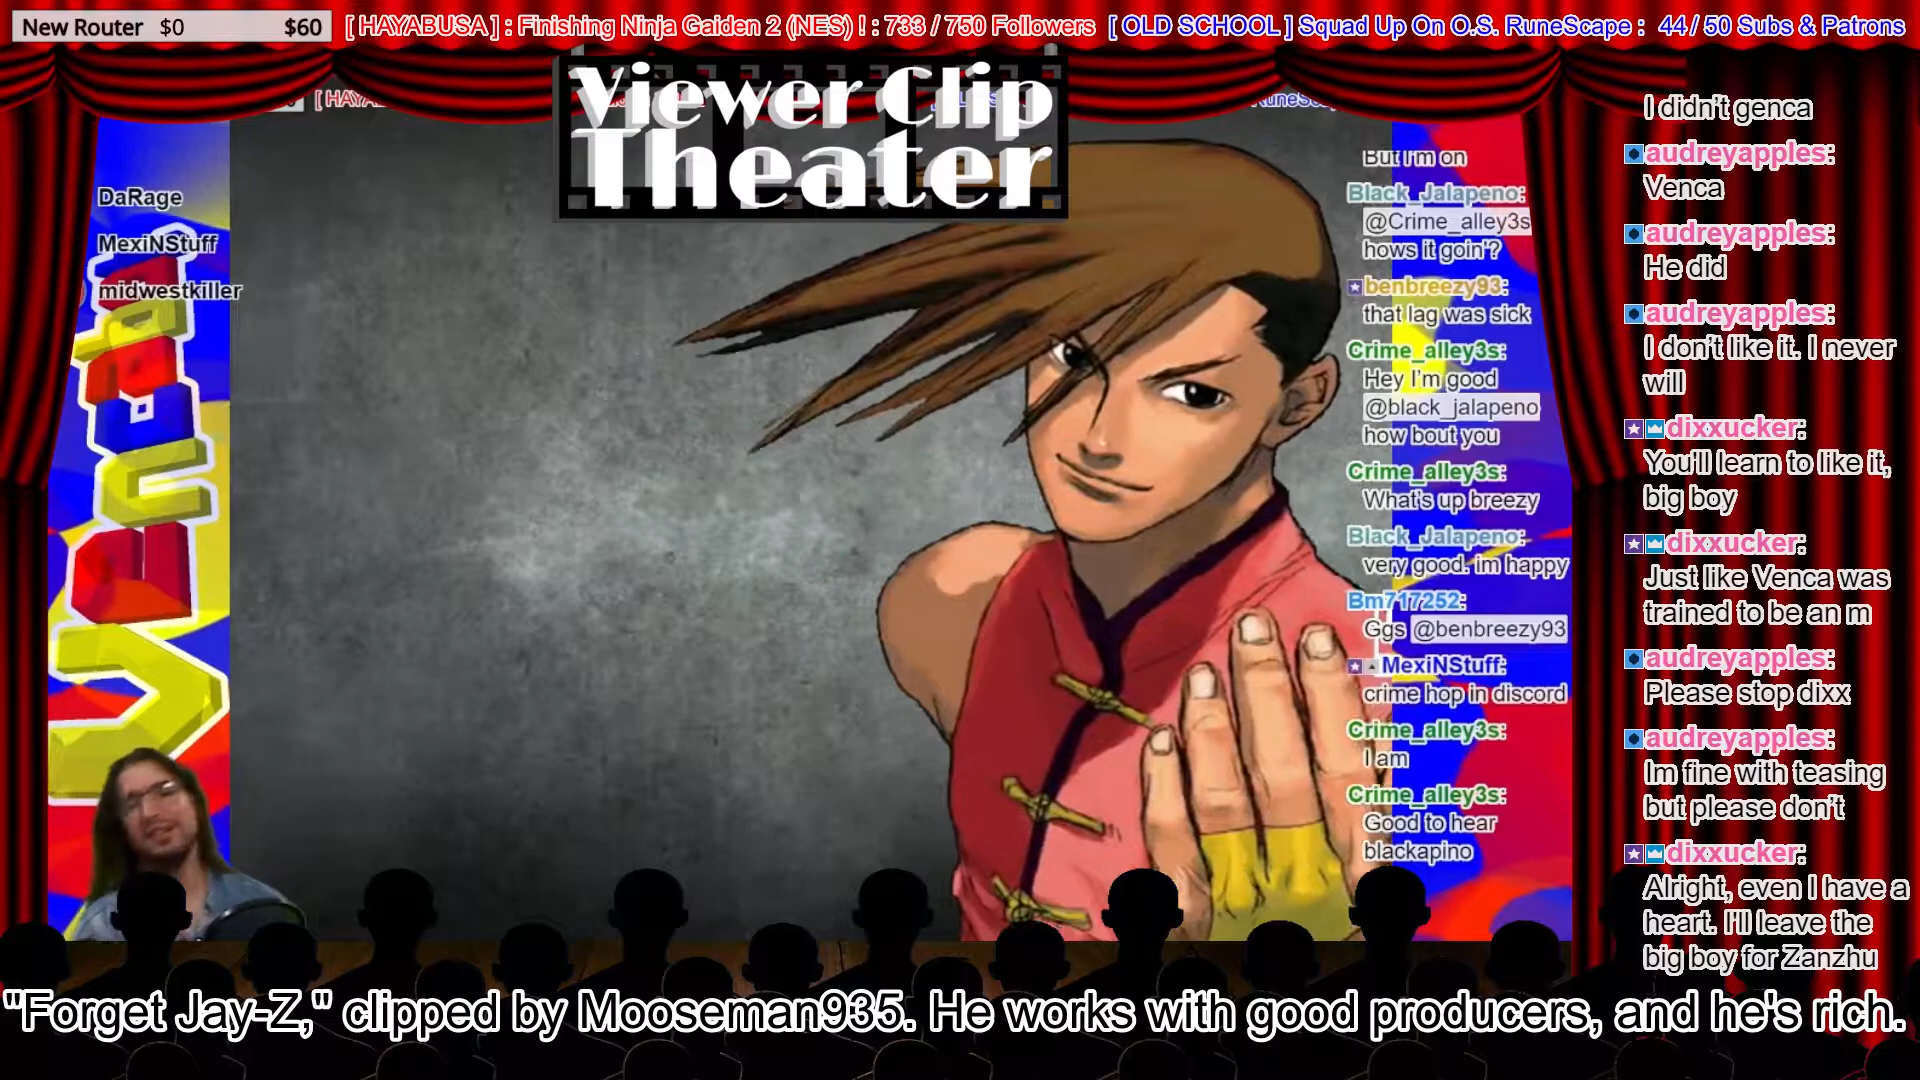 New Router $0 $60
[ HAYABUSA ] : Finishing Ninja Gaiden 2 (NES) ! : 733 / 750 Followers [ OLD SCHOOL ] Squad Up On O.S. RuneScape : 44 / 50 Subs & Patrons
Viewer Clip
Theater
[ HAYA
RuneSca
DaRage
MexiNStuff
midwestkiller
But I'm on
Black_Jalapeno:
@Crime_alley3s
hows it goin'?
benbreezy93:
that lag was sick
Crime_alley3s:
Hey I'm good
@black_jalapeno
how bout you
Crime_alley3s:
What's up breezy
Black_Jalapeno:
very good. im happy
Bm717252:
Ggs @benbreezy93
MexiNStuff:
crime hop in discord
Crime_alley3s:
I am
Crime_alley3s:
Good to hear
blackapino
I didn't genca
audreyapples:
Venca
audreyapples:
He did
audreyapples:
I don't like it. I never
will
dixxucker:
You'll learn to like it,
big boy
dixxucker:
Just like Venca was
trained to be an m
audreyapples:
Please stop dixx
audreyapples:
Im fine with teasing
but please don't
dixxucker:
Alright, even I have a
heart. I'll leave the
big boy for Zanzhu
"Forget Jay-Z," clipped by Mooseman935. He works with good producers, and he's rich.